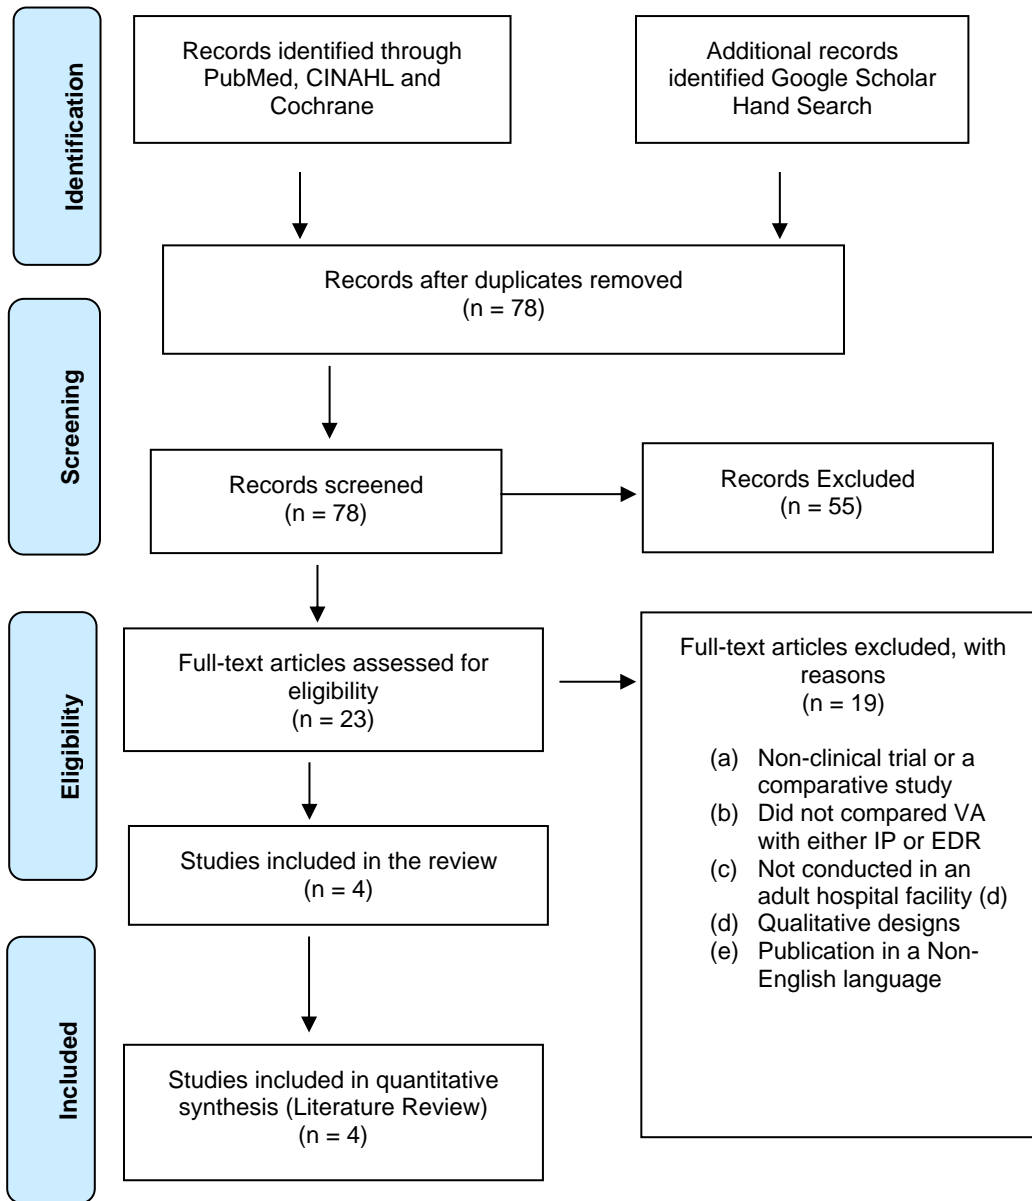 Identification
Records identified through
PubMed, CINAHL and
Cochrane
Additional records
identified Google Scholar
Hand Search
Records after duplicates removed
(n = 78)
Screening
Records screened
(n = 78)
Records Excluded
(n = 55)
Eligibility
Full-text articles assessed for
eligibility
(n = 23)
Full-text articles excluded, with
reasons
(n = 19)
(a) Non-clinical trial or a
comparative study
(b) Did not compared VA
with either IP or EDR
(c) Not conducted in an
adult hospital facility (d)
(d) Qualitative designs
(e) Publication in a Non-
English language
Studies included in the review
(n = 4)
Included
Studies included in quantitative
synthesis (Literature Review)
(n = 4)